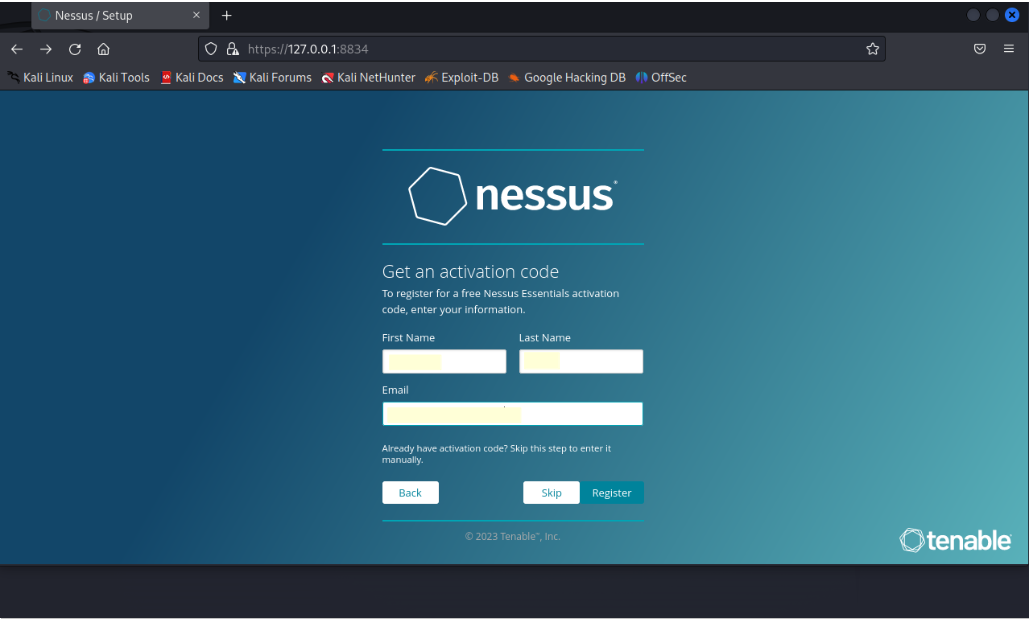 Nessus / Setup
https://127.0.0.1:8834
Kali Linux Kali Tools Kali Docs Kali Forums Kali NetHunter Exploit-DB Google Hacking DB OffSec
nessus®
Get an activation code
To register for a free Nessus Essentials activation
code, enter your information.
First Name Last Name
Email
Already have activation code? Skip this step to enter it
manually.
Back Skip Register
© 2023 Tenable™, Inc.
tenable